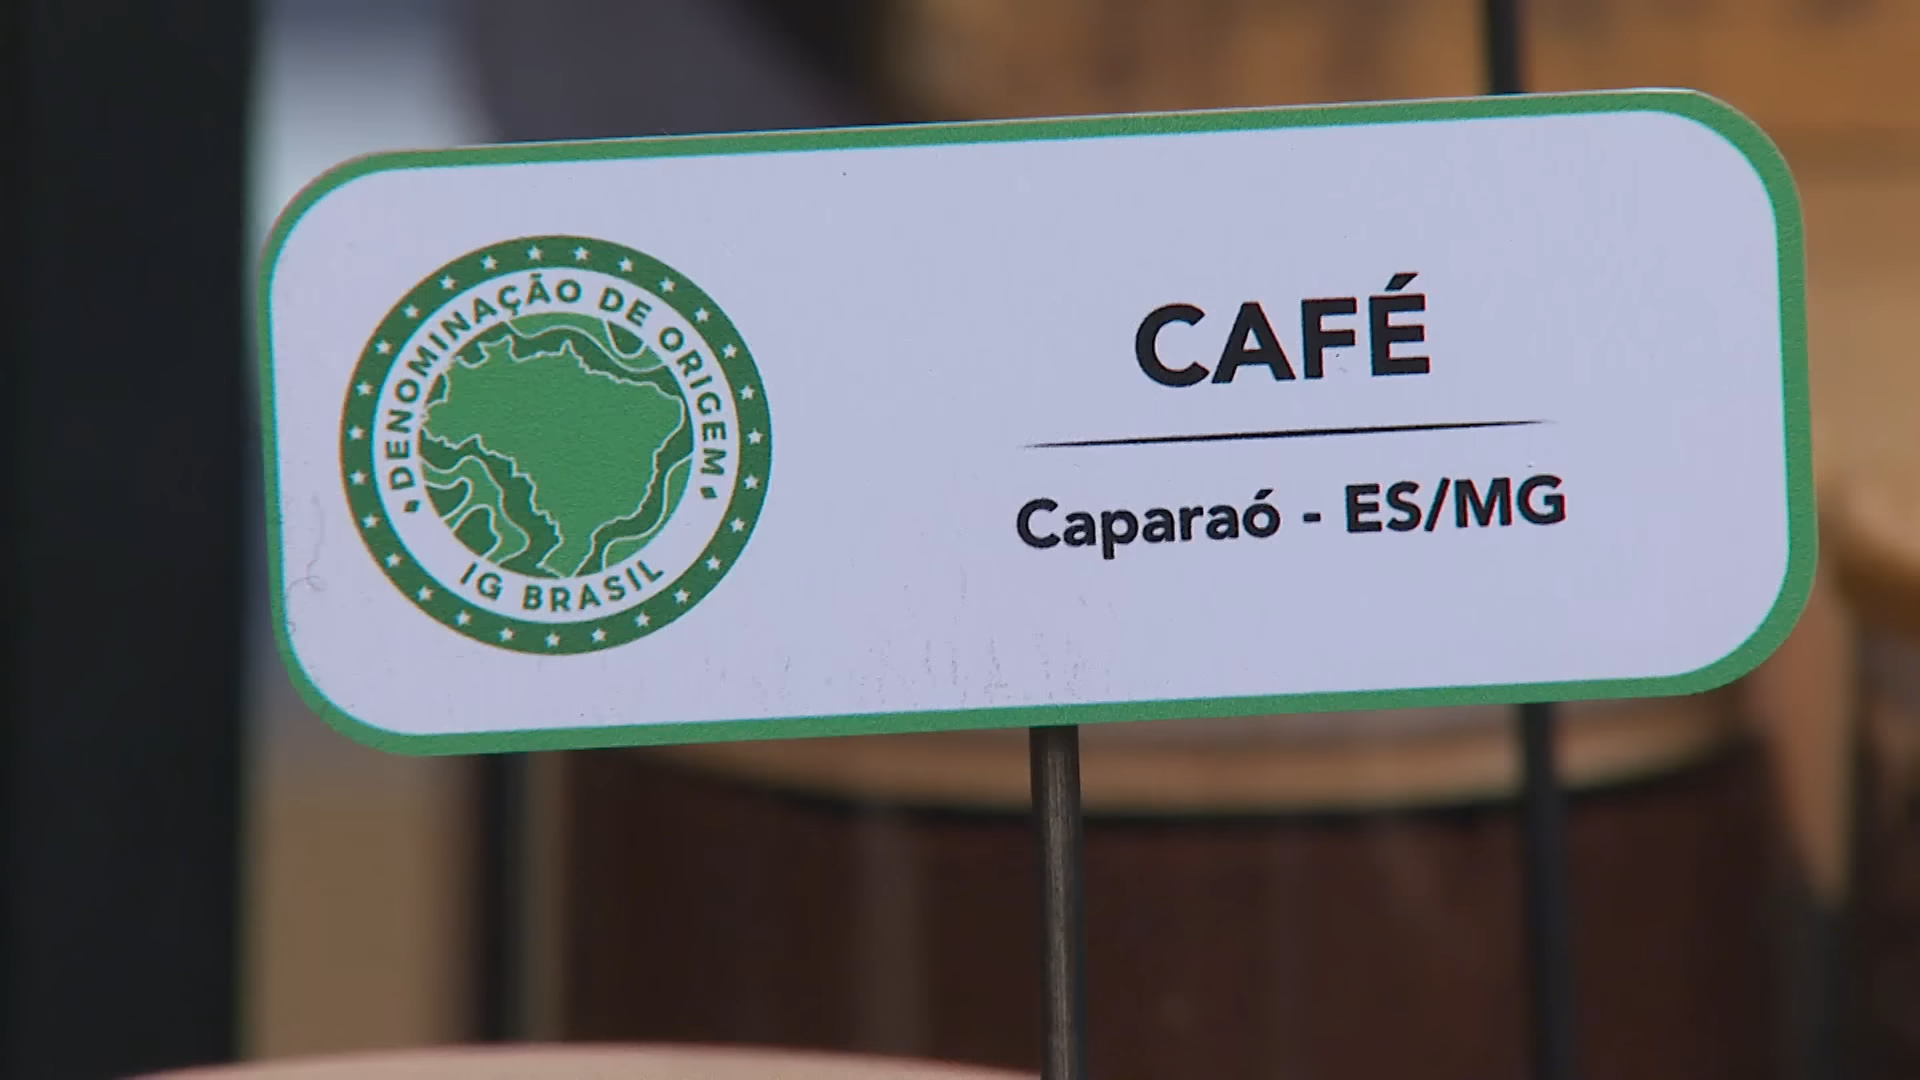 DENOMINAÇÃO DE ORIGEM
IG BRASIL
CAFÉ
Caparaó - ES/MG